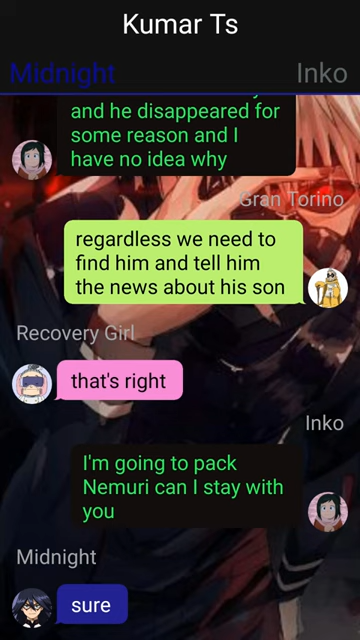 Kumar Ts
Midnight
Inko
and he disappeared for
some reason and I
have no idea why
Gran Torino
regardless we need to
find him and tell him
the news about his son
Recovery Girl
that's right
Inko
I'm going to pack
Nemuri can I stay with
you
Midnight
sure